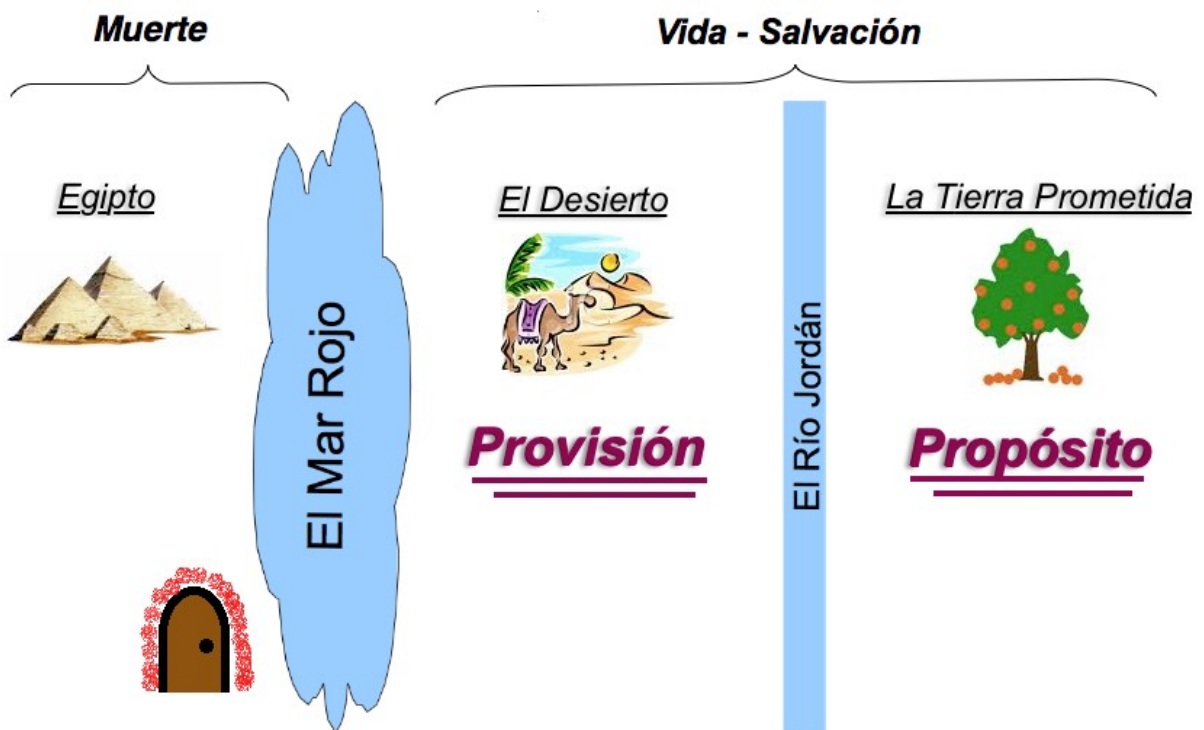 Muerte
Vida - Salvación
Egipto
El Mar Rojo
El Desierto
Provisión
El Río Jordán
La Tierra Prometida
Propósito